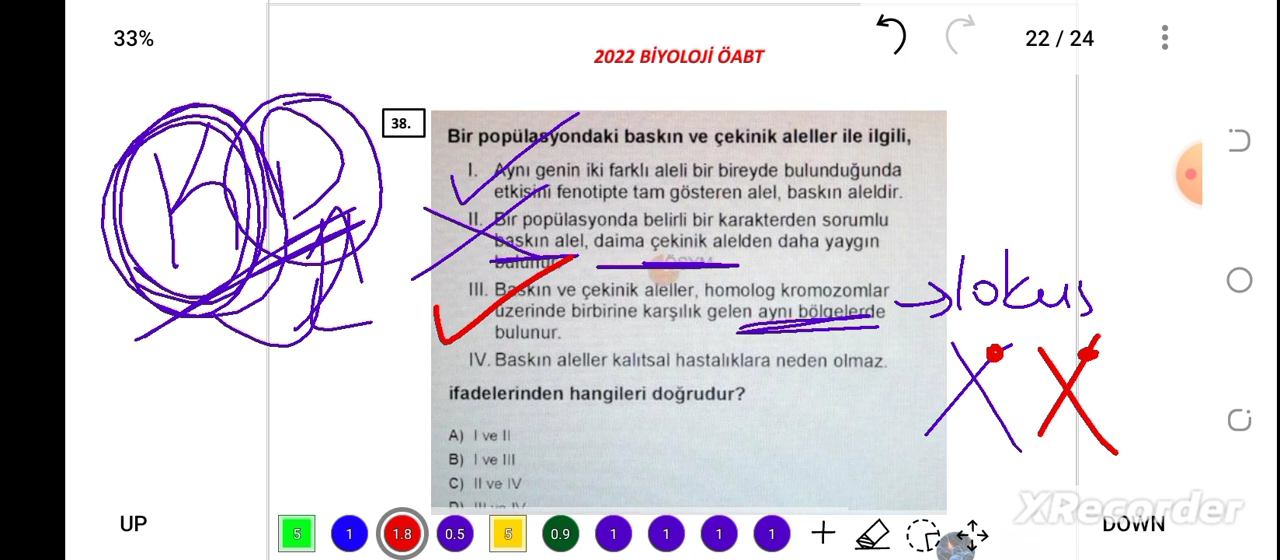 33%
22 / 24
2022 BİYOLOJİ ÖABT
38.
Bir popülasyondaki baskın ve çekinik aleller ile ilgili,
I. Aynı genin iki farklı aleli bir bireyde bulunduğunda
etkisini fenotipte tam gösteren alel, baskın aleldir.
II. Bir popülasyonda belirli bir karakterden sorumlu
baskın alel, daima çekinik alelden daha yaygın
bulunur.
III. Baskın ve çekinik aleller, homolog kromozomlar
üzerinde birbirine karşılık gelen aynı bölgelerde
bulunur.
lokus
IV. Baskın aleller kalıtsal hastalıklara neden olmaz.
ifadelerinden hangileri doğrudur?
A) I ve II
B) I ve III
C) II ve IV
D) III ve IV
UP
5
1
1.8
0.5
5
0.9
1
1
1
1
DOWN
XRecorder